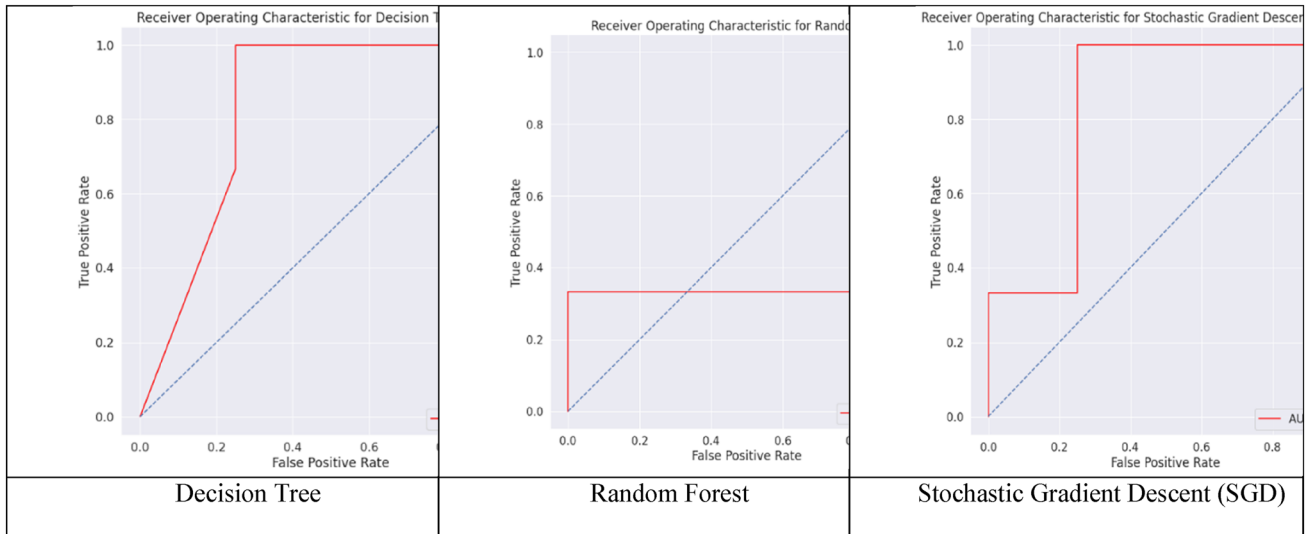 Receiver Operating Characteristic for Decision T
1.0
0.8
0.6
0.4
0.2
0.0
True Positive Rate
0.0 0.2 0.4 0.6
False Positive Rate
Decision Tree
Receiver Operating Characteristic for Rando
1.0
0.8
0.6
0.4
0.2
0.0
True Positive Rate
0.0 0.2 0.4 0.6
False Positive Rate
Random Forest
Receiver Operating Characteristic for Stochastic Gradient Descen
1.0
0.8
0.6
0.4
0.2
0.0
True Positive Rate
0.0 0.2 0.4 0.6 0.8
False Positive Rate
AU
Stochastic Gradient Descent (SGD)